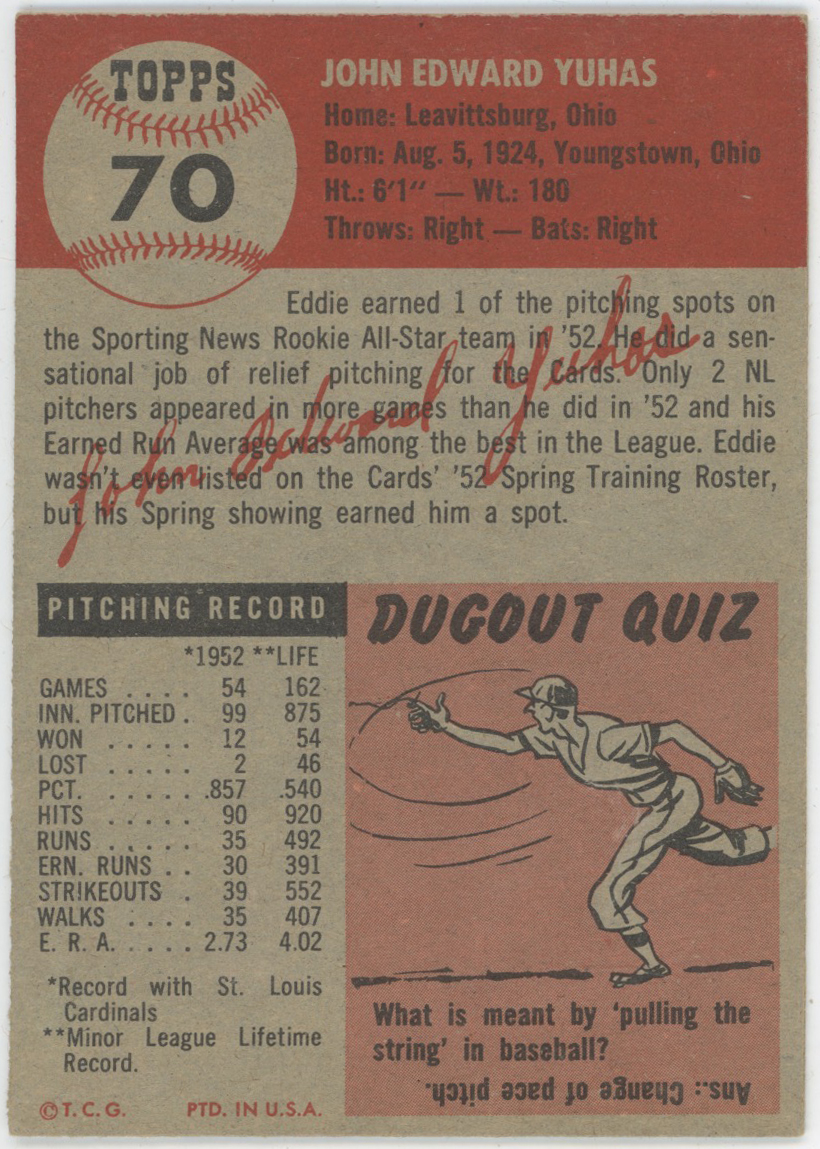 TOPPS
70
JOHN EDWARD YUHAS
Home: Leavittsburg, Ohio
Born: Aug. 5, 1924, Youngstown, Ohio
Ht.: 6'1" — Wt.: 180
Throws: Right — Bats: Right
Eddie earned 1 of the pitching spots on
the Sporting News Rookie All-Star team in '52. He did a sen-
sational job of relief pitching for the Cards. Only 2 NL
pitchers appeared in more games than he did in '52 and his
Earned Run Average was among the best in the League. Eddie
wasn't even listed on the Cards' '52 Spring Training Roster,
but his Spring showing earned him a spot.
John Edward Yuhas
PITCHING RECORD
*1952 **LIFE
GAMES . . . . 54 162
INN. PITCHED . 99 875
WON . . . . . 12 54
LOST . . . . . 2 46
PCT. . . . . . .857 .540
HITS . . . . . 90 920
RUNS . . . . . 35 492
ERN. RUNS . . 30 391
STRIKEOUTS . 39 552
WALKS . . . . 35 407
E. R. A. . . . . 2.73 4.02
*Record with St. Louis
Cardinals
**Minor League Lifetime
Record.
© T. C. G. PTD. IN U.S.A.
DUGOUT QUIZ
What is meant by 'pulling the
string' in baseball?
Ans.: Change of pace pitch.